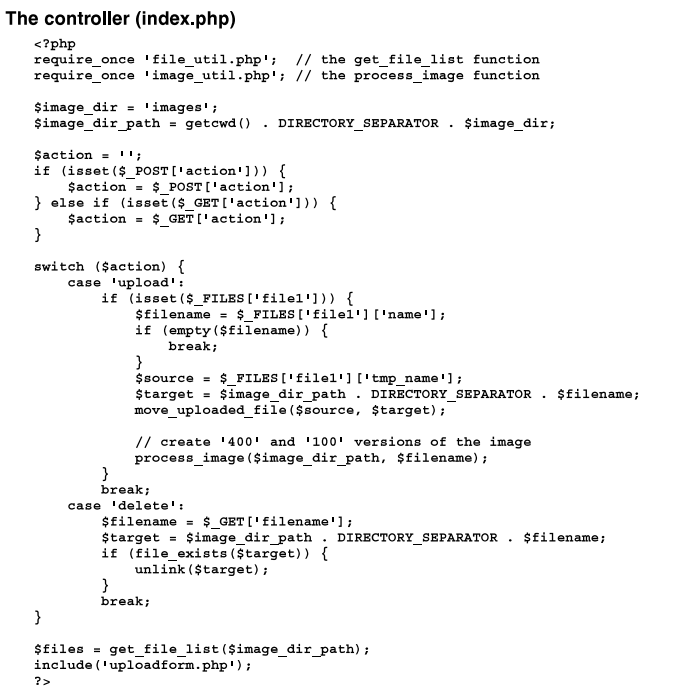 The controller (index.php)
<?php
require_once 'file_util.php';  // the get_file_list function
require_once 'image_util.php'; // the process_image function

$image_dir = 'images';
$image_dir_path = getcwd() . DIRECTORY_SEPARATOR . $image_dir;

$action = '';
if (isset($_POST['action'])) {
    $action = $_POST['action'];
} else if (isset($_GET['action'])) {
    $action = $_GET['action'];
}

switch ($action) {
    case 'upload':
        if (isset($_FILES['file1'])) {
            $filename = $_FILES['file1']['name'];
            if (empty($filename)) {
                break;
            }
            $source = $_FILES['file1']['tmp_name'];
            $target = $image_dir_path . DIRECTORY_SEPARATOR . $filename;
            move_uploaded_file($source, $target);

            // create '400' and '100' versions of the image
            process_image($image_dir_path, $filename);
        }
        break;
    case 'delete':
        $filename = $_GET['filename'];
        $target = $image_dir_path . DIRECTORY_SEPARATOR . $filename;
        if (file_exists($target)) {
            unlink($target);
        }
        break;
}

$files = get_file_list($image_dir_path);
include('uploadform.php');
?>